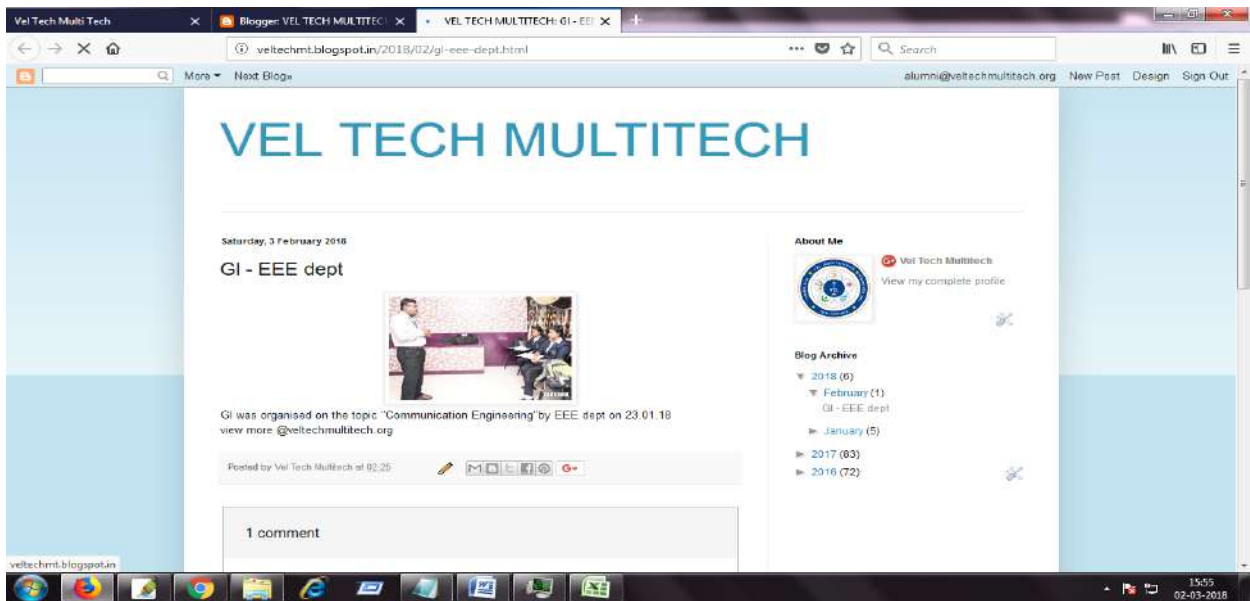 Vel Tech Multi Tech
Blogger: VEL TECH MULTITECH
VEL TECH MULTITECH: GI - EEE
veltechmt.blogspot.in/2018/02/gl-eee-dept.html
Search
More Next Blog»
alumni@veltechmultitech.org New Post Design Sign Out
VEL TECH MULTITECH
Saturday, 3 February 2018
GI - EEE dept
GI was organised on the topic "Communication Engineering"by EEE dept on 23.01.18
view more @veltechmultitech.org
Posted by Vel Tech Multitech at 02:25
G+
1 comment
About Me
Vel Tech Multitech
View my complete profile
Blog Archive
▼ 2018 (6)
▼ February (1)
GI - EEE dept
► January (5)
► 2017 (83)
► 2016 (72)
veltechmt.blogspot.in
15:55
02-03-2018